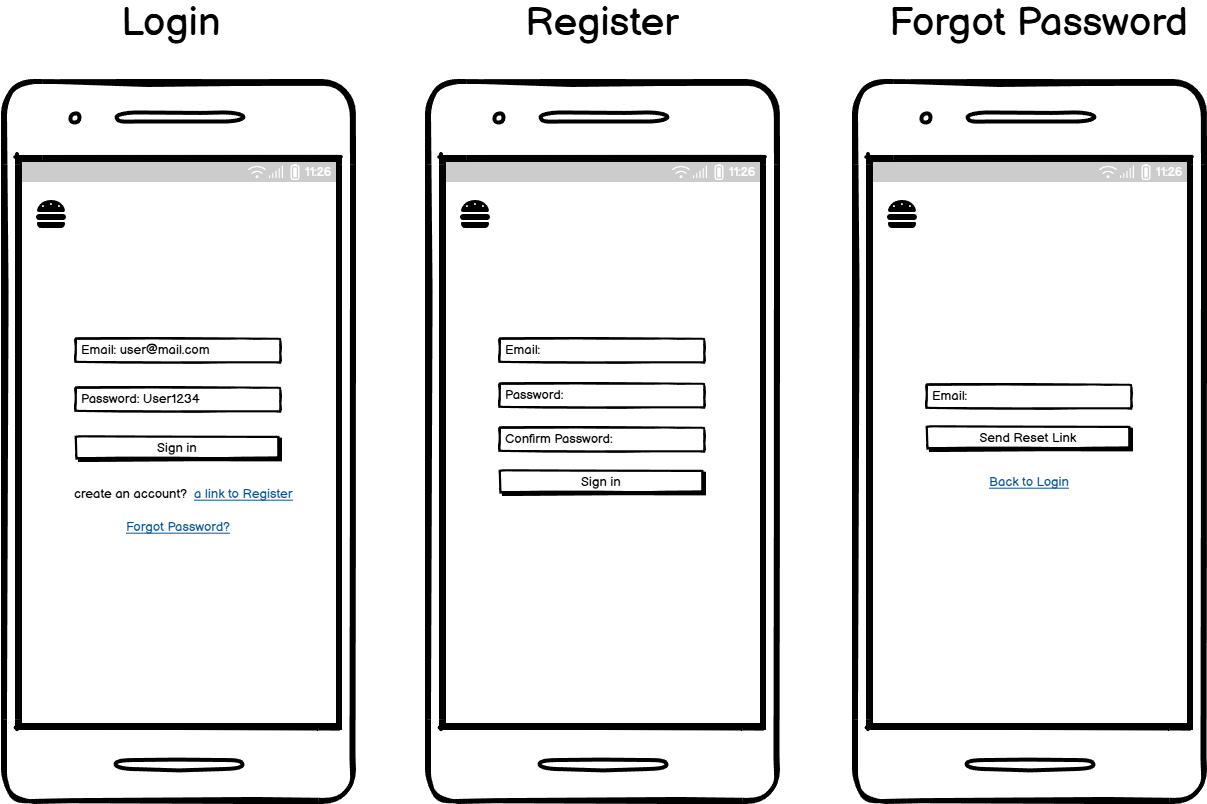 Login
11:26
Email: user@mail.com
Password: User1234
Sign in
create an account? a link to Register
Forgot Password?
Register
11:26
Email:
Password:
Confirm Password:
Sign in
Forgot Password
11:26
Email:
Send Reset Link
Back to Login